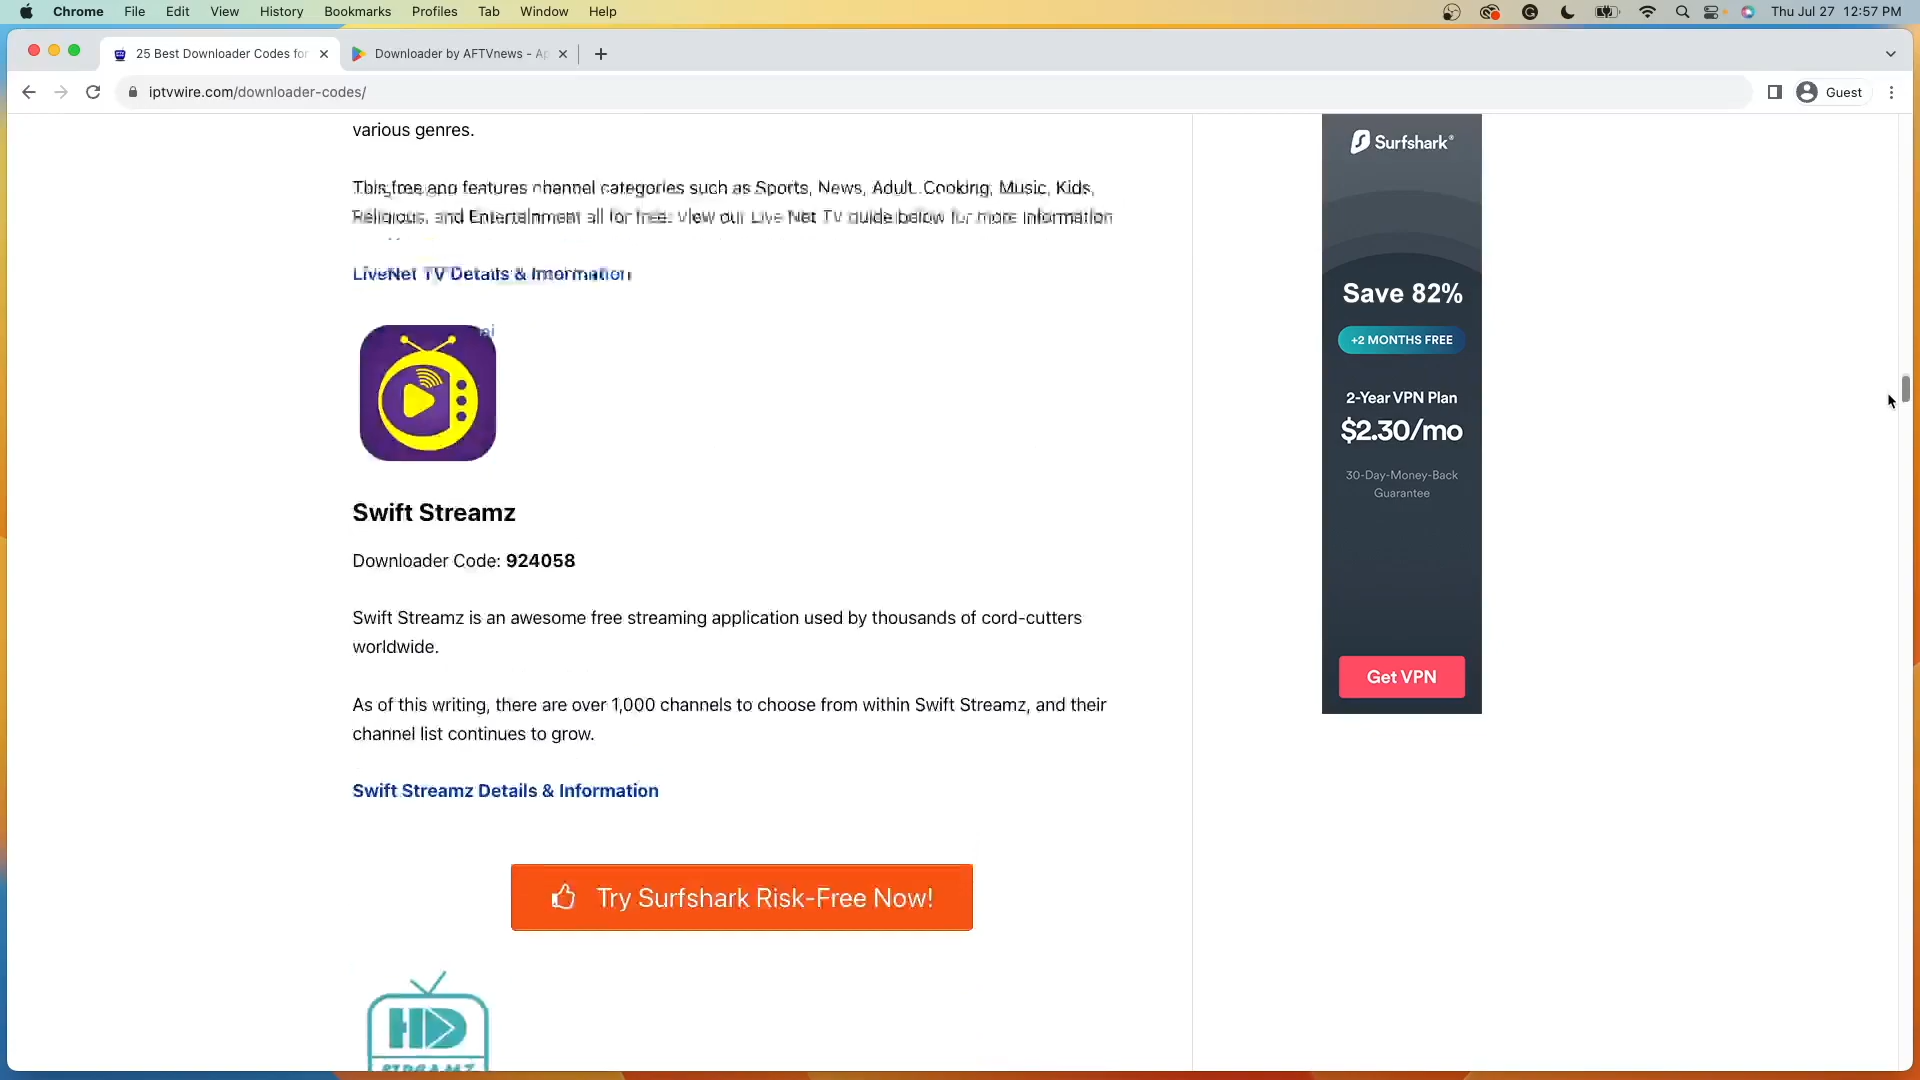 Chrome File Edit View History Bookmarks Profiles Tab Window Help
Thu Jul 27 12:57 PM
25 Best Downloader Codes for
Downloader by AFTVnews - Ap
iptvwire.com/downloader-codes/
Guest
various genres.
This free app features channel categories such as Sports, News, Adult, Cooking, Music, Kids,
Religious, and Entertainment all for free. View our Live Net TV guide below for more information
LiveNet TV Details & Information
Swift Streamz
Downloader Code: 924058
Swift Streamz is an awesome free streaming application used by thousands of cord-cutters
worldwide.
As of this writing, there are over 1,000 channels to choose from within Swift Streamz, and their
channel list continues to grow.
Swift Streamz Details & Information
Try Surfshark Risk-Free Now!
HD
STREAMZ
Surfshark
Save 82%
+2 MONTHS FREE
2-Year VPN Plan
$2.30/mo
30-Day-Money-Back
Guarantee
Get VPN